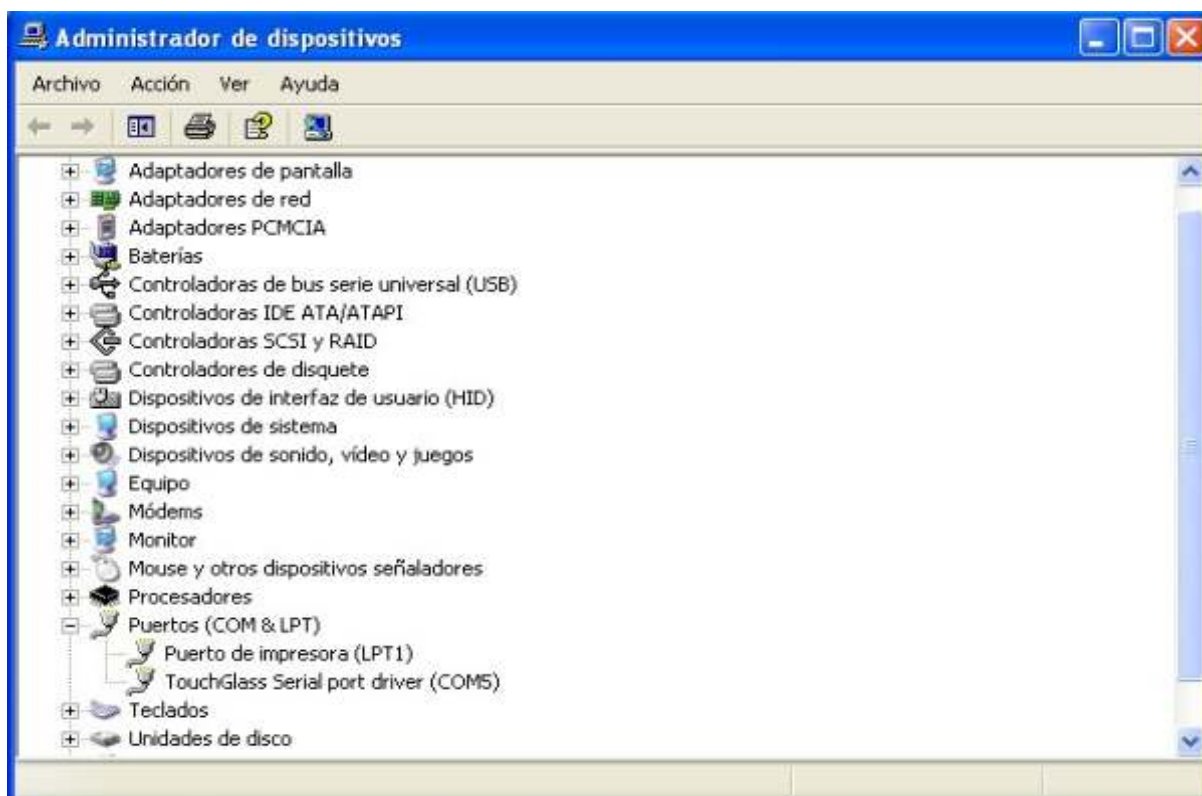 Administrador de dispositivos
Archivo Acción Ver Ayuda
Adaptadores de pantalla
Adaptadores de red
Adaptadores PCMCIA
Baterías
Controladoras de bus serie universal (USB)
Controladoras IDE ATA/ATAPI
Controladoras SCSI y RAID
Controladores de disquete
Dispositivos de interfaz de usuario (HID)
Dispositivos de sistema
Dispositivos de sonido, vídeo y juegos
Equipo
Módems
Monitor
Mouse y otros dispositivos señaladores
Procesadores
Puertos (COM & LPT)
Puerto de impresora (LPT1)
TouchGlass Serial port driver (COM5)
Teclados
Unidades de disco